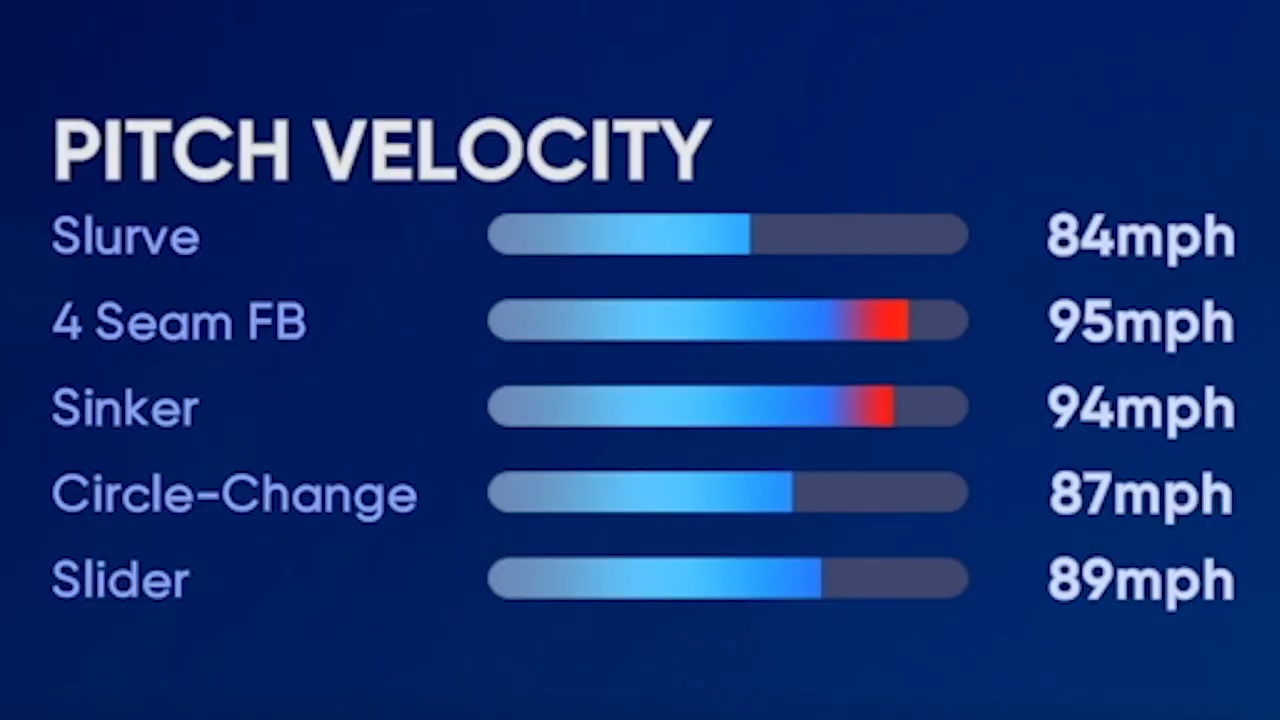 PITCH VELOCITY
Slurve 84mph
4 Seam FB 95mph
Sinker 94mph
Circle-Change 87mph
Slider 89mph